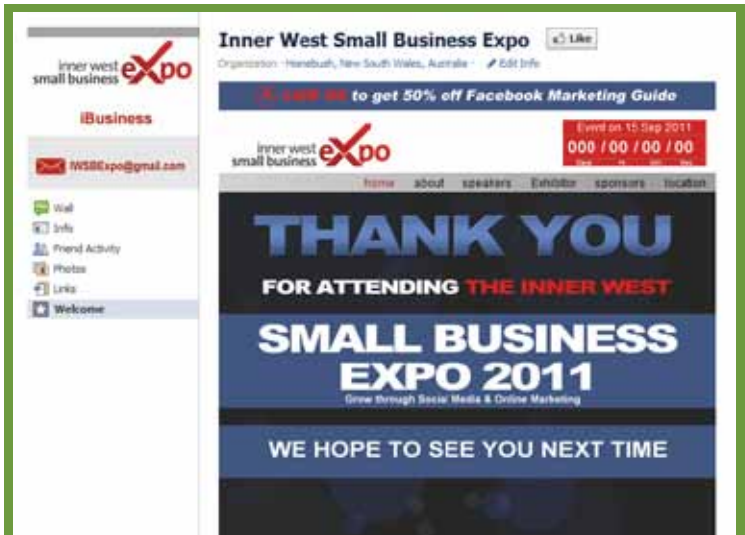 inner west expo
small business
iBusiness
IWSBExpo@gmail.com
Wall
Info
Friend Activity
Photos
Links
Welcome
Inner West Small Business Expo
Like
Organization · Homebush, New South Wales, Australia · Edit Info
to get 50% off Facebook Marketing Guide
inner west expo
small business
Event on 15 Sep 2011
000 / 00 / 00 / 00
home about speakers Exhibitor sponsors location
THANK YOU
FOR ATTENDING THE INNER WEST
SMALL BUSINESS
EXPO 2011
Grow through Social Media & Online Marketing
WE HOPE TO SEE YOU NEXT TIME